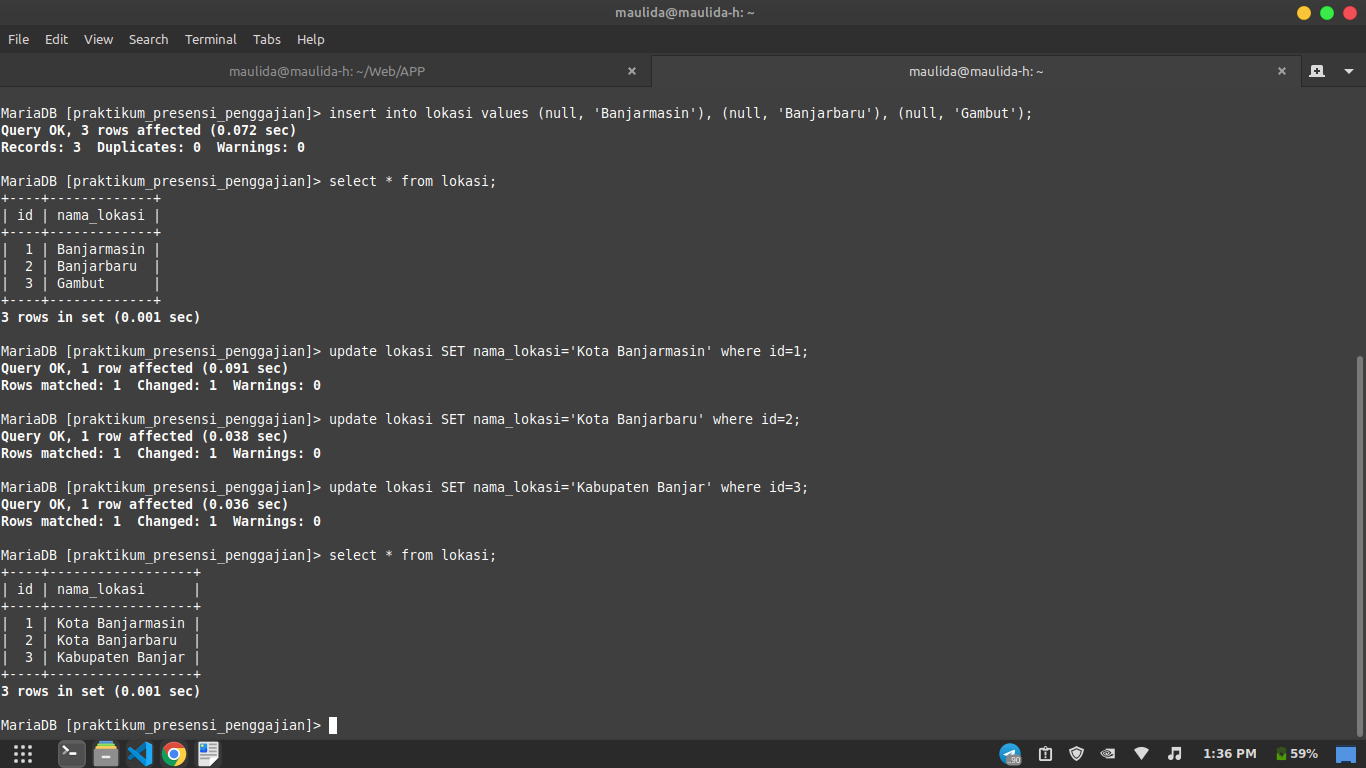 maulida@maulida-h: ~
File Edit View Search Terminal Tabs Help
maulida@maulida-h: ~/Web/APP × maulida@maulida-h: ~ ×
MariaDB [praktikum_presensi_penggajian]> insert into lokasi values (null, 'Banjarmasin'), (null, 'Banjarbaru'), (null, 'Gambut');
Query OK, 3 rows affected (0.072 sec)
Records: 3  Duplicates: 0  Warnings: 0
MariaDB [praktikum_presensi_penggajian]> select * from lokasi;
+----+-------------+
| id | nama_lokasi |
+----+-------------+
|  1 | Banjarmasin |
|  2 | Banjarbaru  |
|  3 | Gambut      |
+----+-------------+
3 rows in set (0.001 sec)
MariaDB [praktikum_presensi_penggajian]> update lokasi SET nama_lokasi='Kota Banjarmasin' where id=1;
Query OK, 1 row affected (0.091 sec)
Rows matched: 1  Changed: 1  Warnings: 0
MariaDB [praktikum_presensi_penggajian]> update lokasi SET nama_lokasi='Kota Banjarbaru' where id=2;
Query OK, 1 row affected (0.038 sec)
Rows matched: 1  Changed: 1  Warnings: 0
MariaDB [praktikum_presensi_penggajian]> update lokasi SET nama_lokasi='Kabupaten Banjar' where id=3;
Query OK, 1 row affected (0.036 sec)
Rows matched: 1  Changed: 1  Warnings: 0
MariaDB [praktikum_presensi_penggajian]> select * from lokasi;
+----+------------------+
| id | nama_lokasi      |
+----+------------------+
|  1 | Kota Banjarmasin |
|  2 | Kota Banjarbaru  |
|  3 | Kabupaten Banjar |
+----+------------------+
3 rows in set (0.001 sec)
MariaDB [praktikum_presensi_penggajian]>
1:36 PM 59%